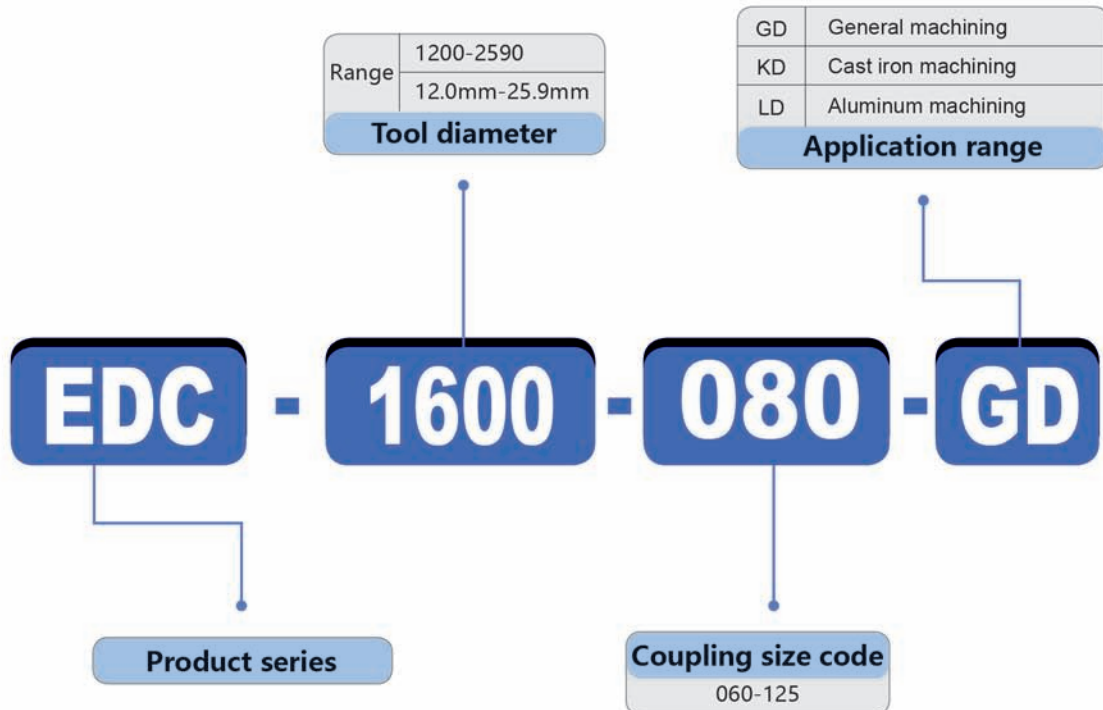 Range
1200-2590
12.0mm-25.9mm
Tool diameter
GD General machining
KD Cast iron machining
LD Aluminum machining
Application range
EDC - 1600 - 080 - GD
Product series
Coupling size code
060-125